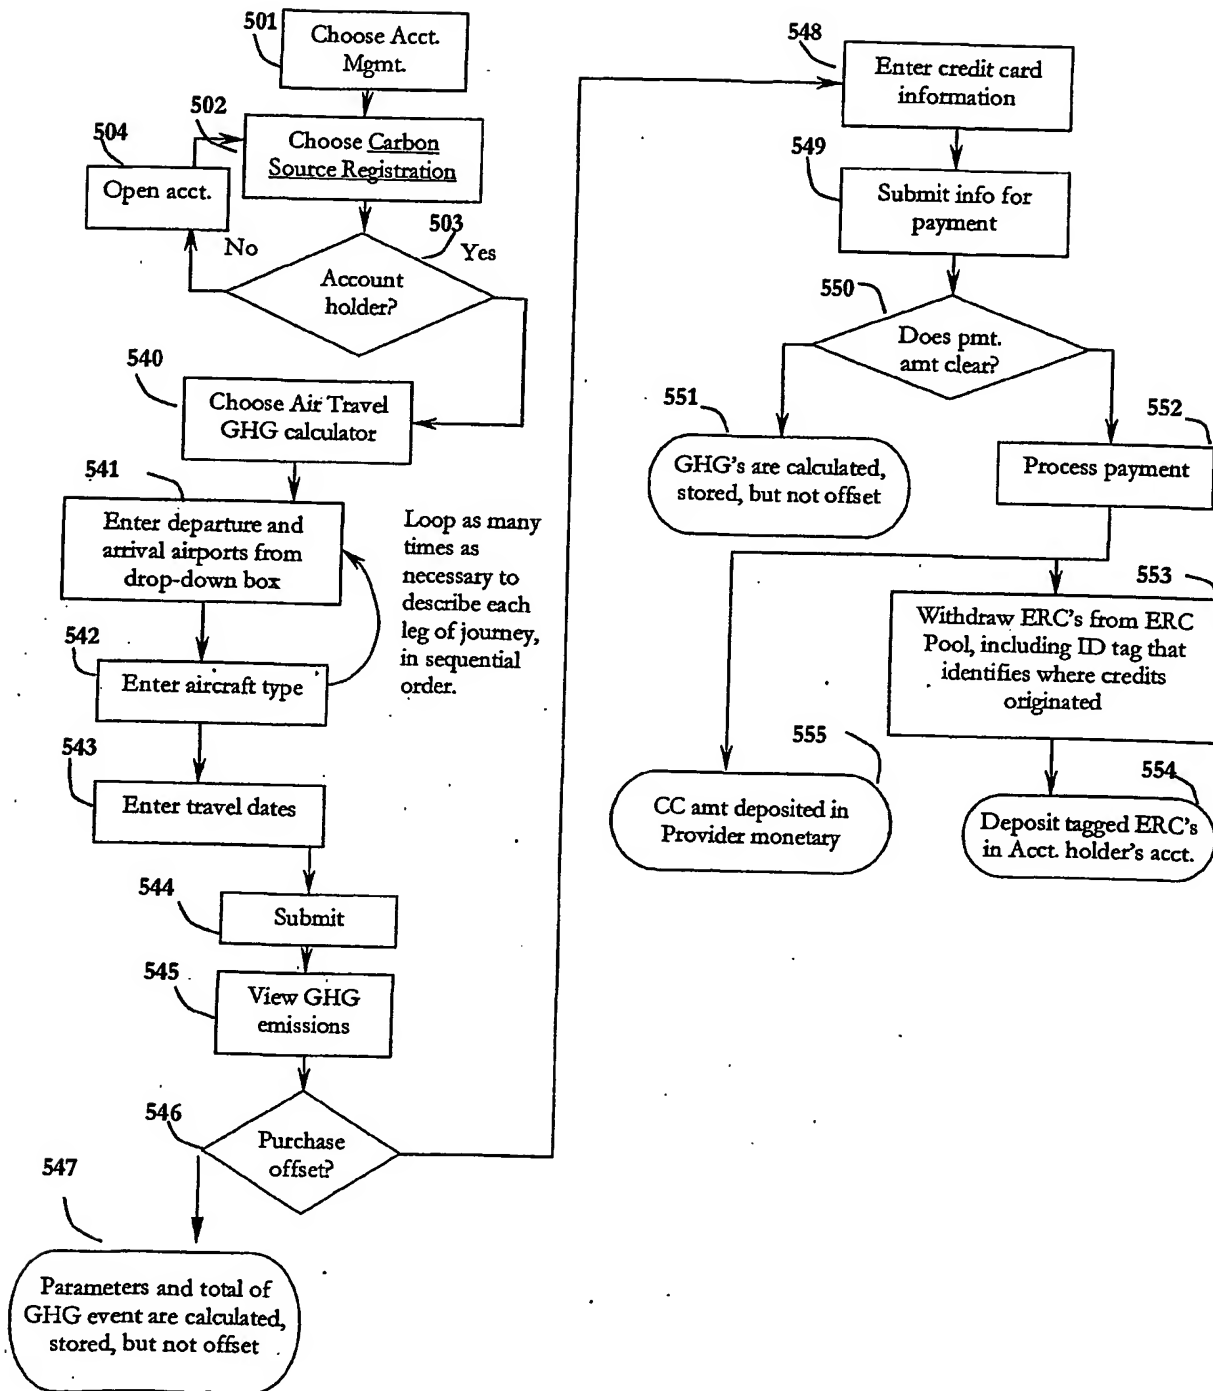 501
Choose Acct.
Mgmt.
502
Choose Carbon
Source Registration
504
Open acct.
503
No
Yes
Account
holder?
540
Choose Air Travel
GHG calculator
541
Enter departure and
arrival airports from
drop-down box
Loop as many
times as
necessary to
describe each
leg of journey,
in sequential
order.
542
Enter aircraft type
543
Enter travel dates
544
Submit
545
View GHG
emissions
546
Purchase
offset?
547
Parameters and total of
GHG event are calculated,
stored, but not offset
548
Enter credit card
information
549
Submit info for
payment
550
Does pmt.
amt clear?
551
GHG's are calculated,
stored, but not offset
552
Process payment
553
Withdraw ERC's from ERC
Pool, including ID tag that
identifies where credits
originated
554
Deposit tagged ERC's
in Acct. holder's acct.
555
CC amt deposited in
Provider monetary